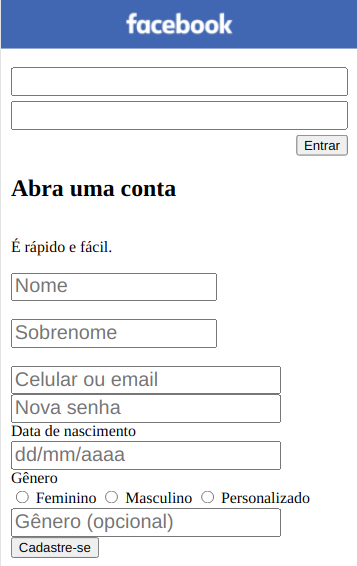 facebook
Entrar
Abra uma conta
É rápido e fácil.
Nome
Sobrenome
Celular ou email
Nova senha
Data de nascimento
dd/mm/aaaa
Gênero
Feminino Masculino Personalizado
Gênero (opcional)
Cadastre-se